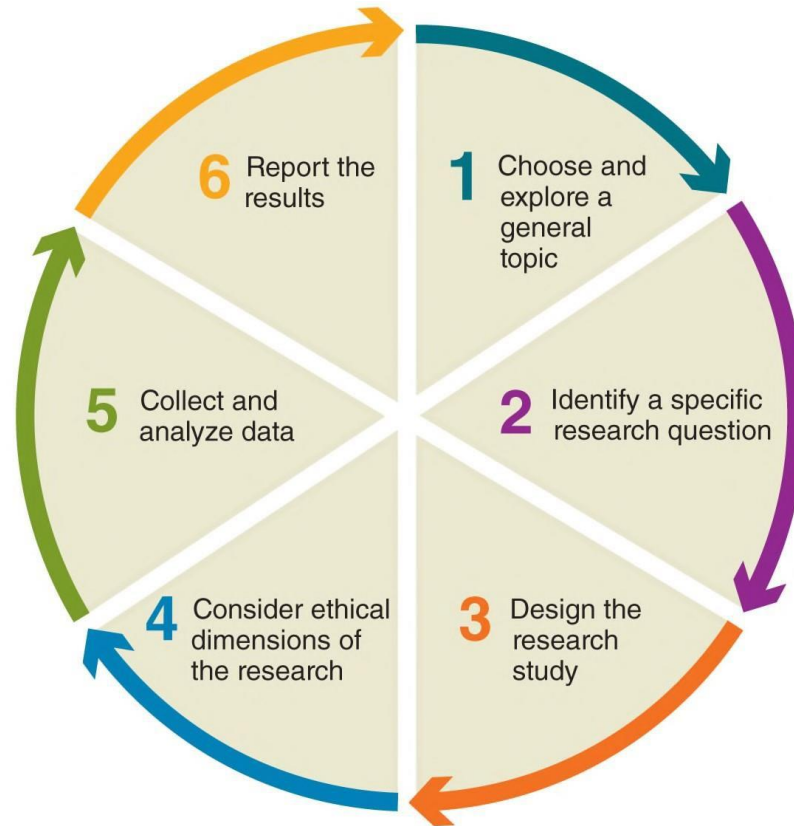 1 Choose and
explore a
general
topic
2 Identify a specific
research question
3 Design the
research
study
4 Consider ethical
dimensions of
the research
5 Collect and
analyze data
6 Report the
results